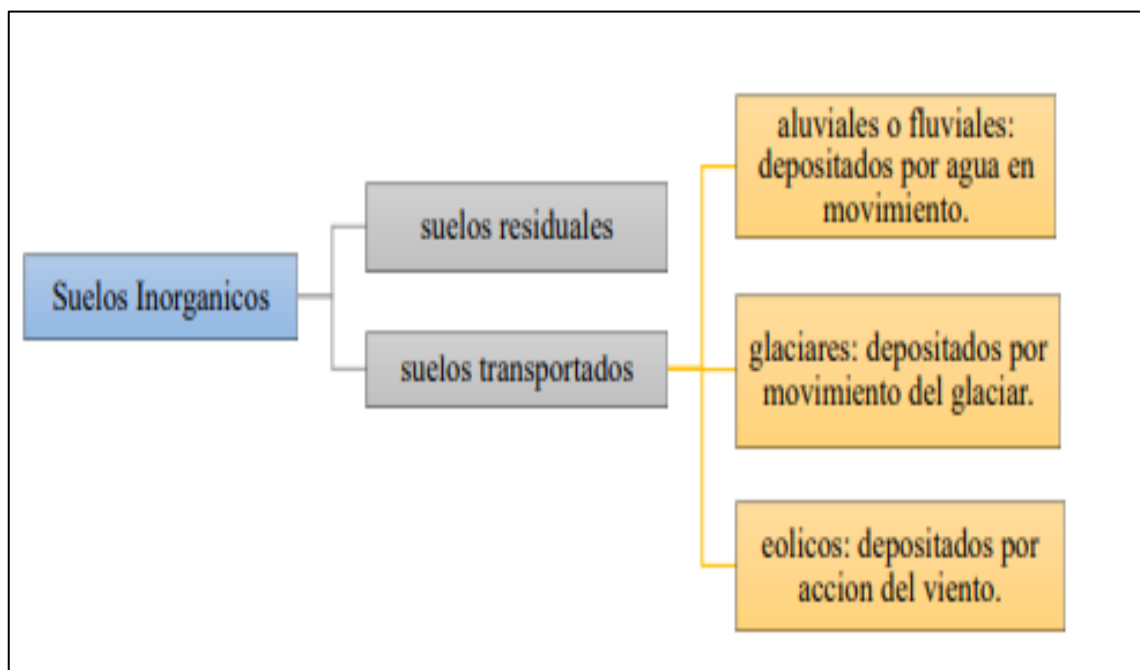 Suelos Inorganicos
suelos residuales
suelos transportados
aluviales o fluviales:
depositados por agua en
movimiento.
glaciares: depositados por
movimiento del glaciar.
eolicos: depositados por
accion del viento.